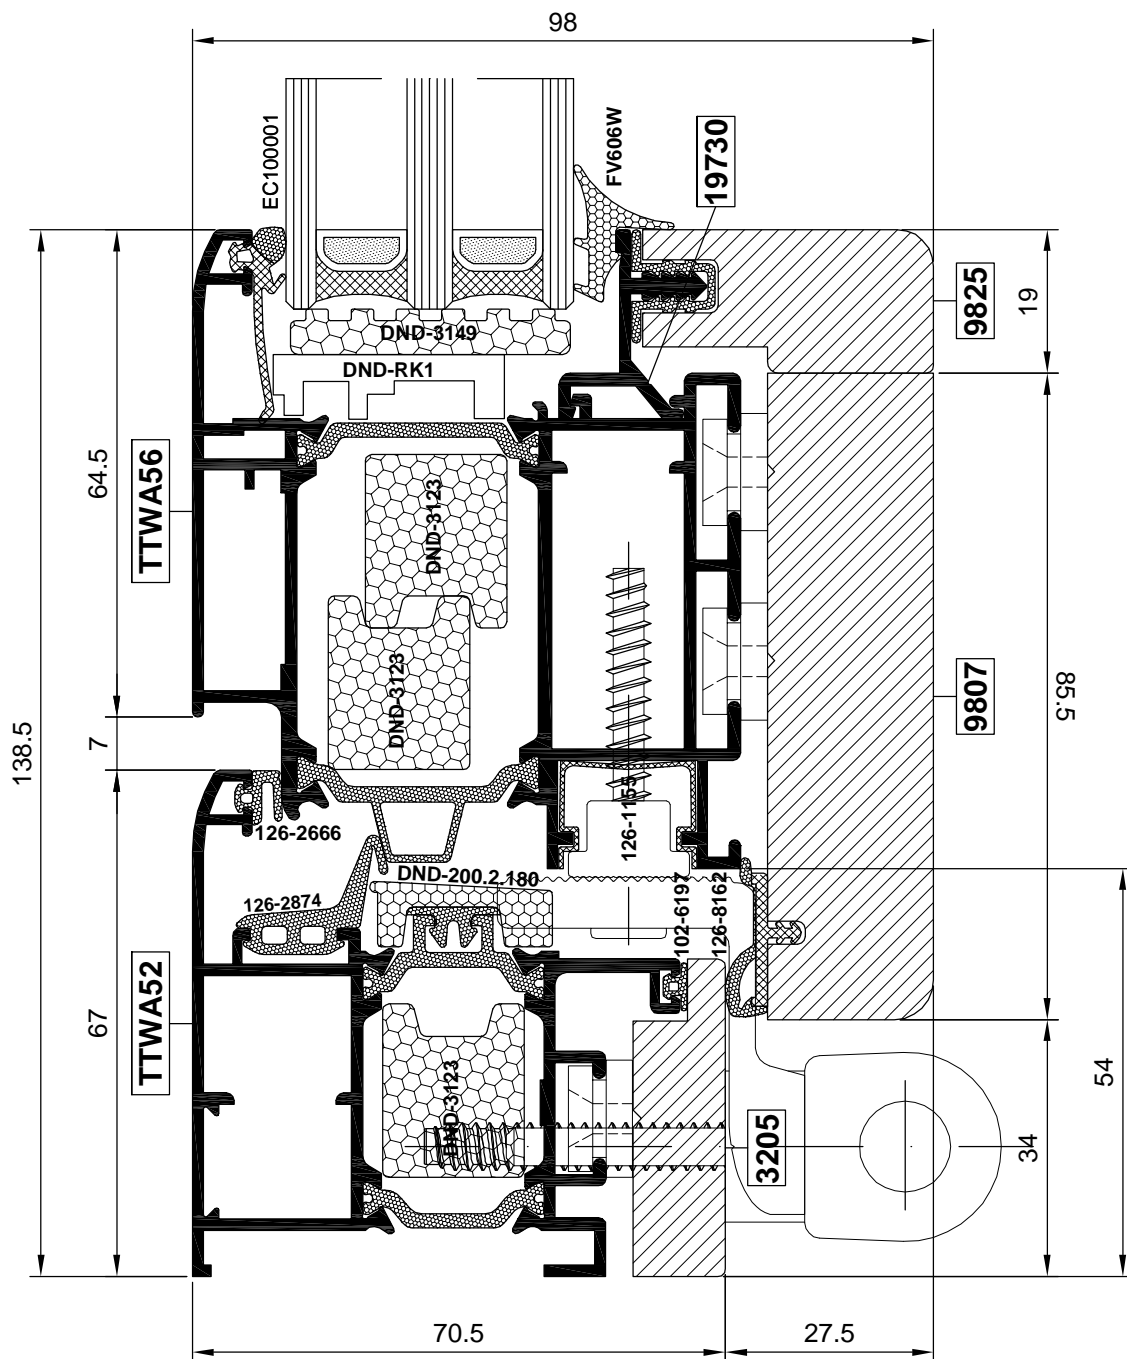 98
EC100001
FV606W
19730
9825
19
DND-3149
DND-RK1
64.5
TTWA56
DND-3123
DND-3123
9807
85.5
138.5
7
126-2666
126-1155
DND-200.2.180
126-2874
102-6197
126-8162
67
TTWA52
DND-3123
3205
54
34
70.5
27.5